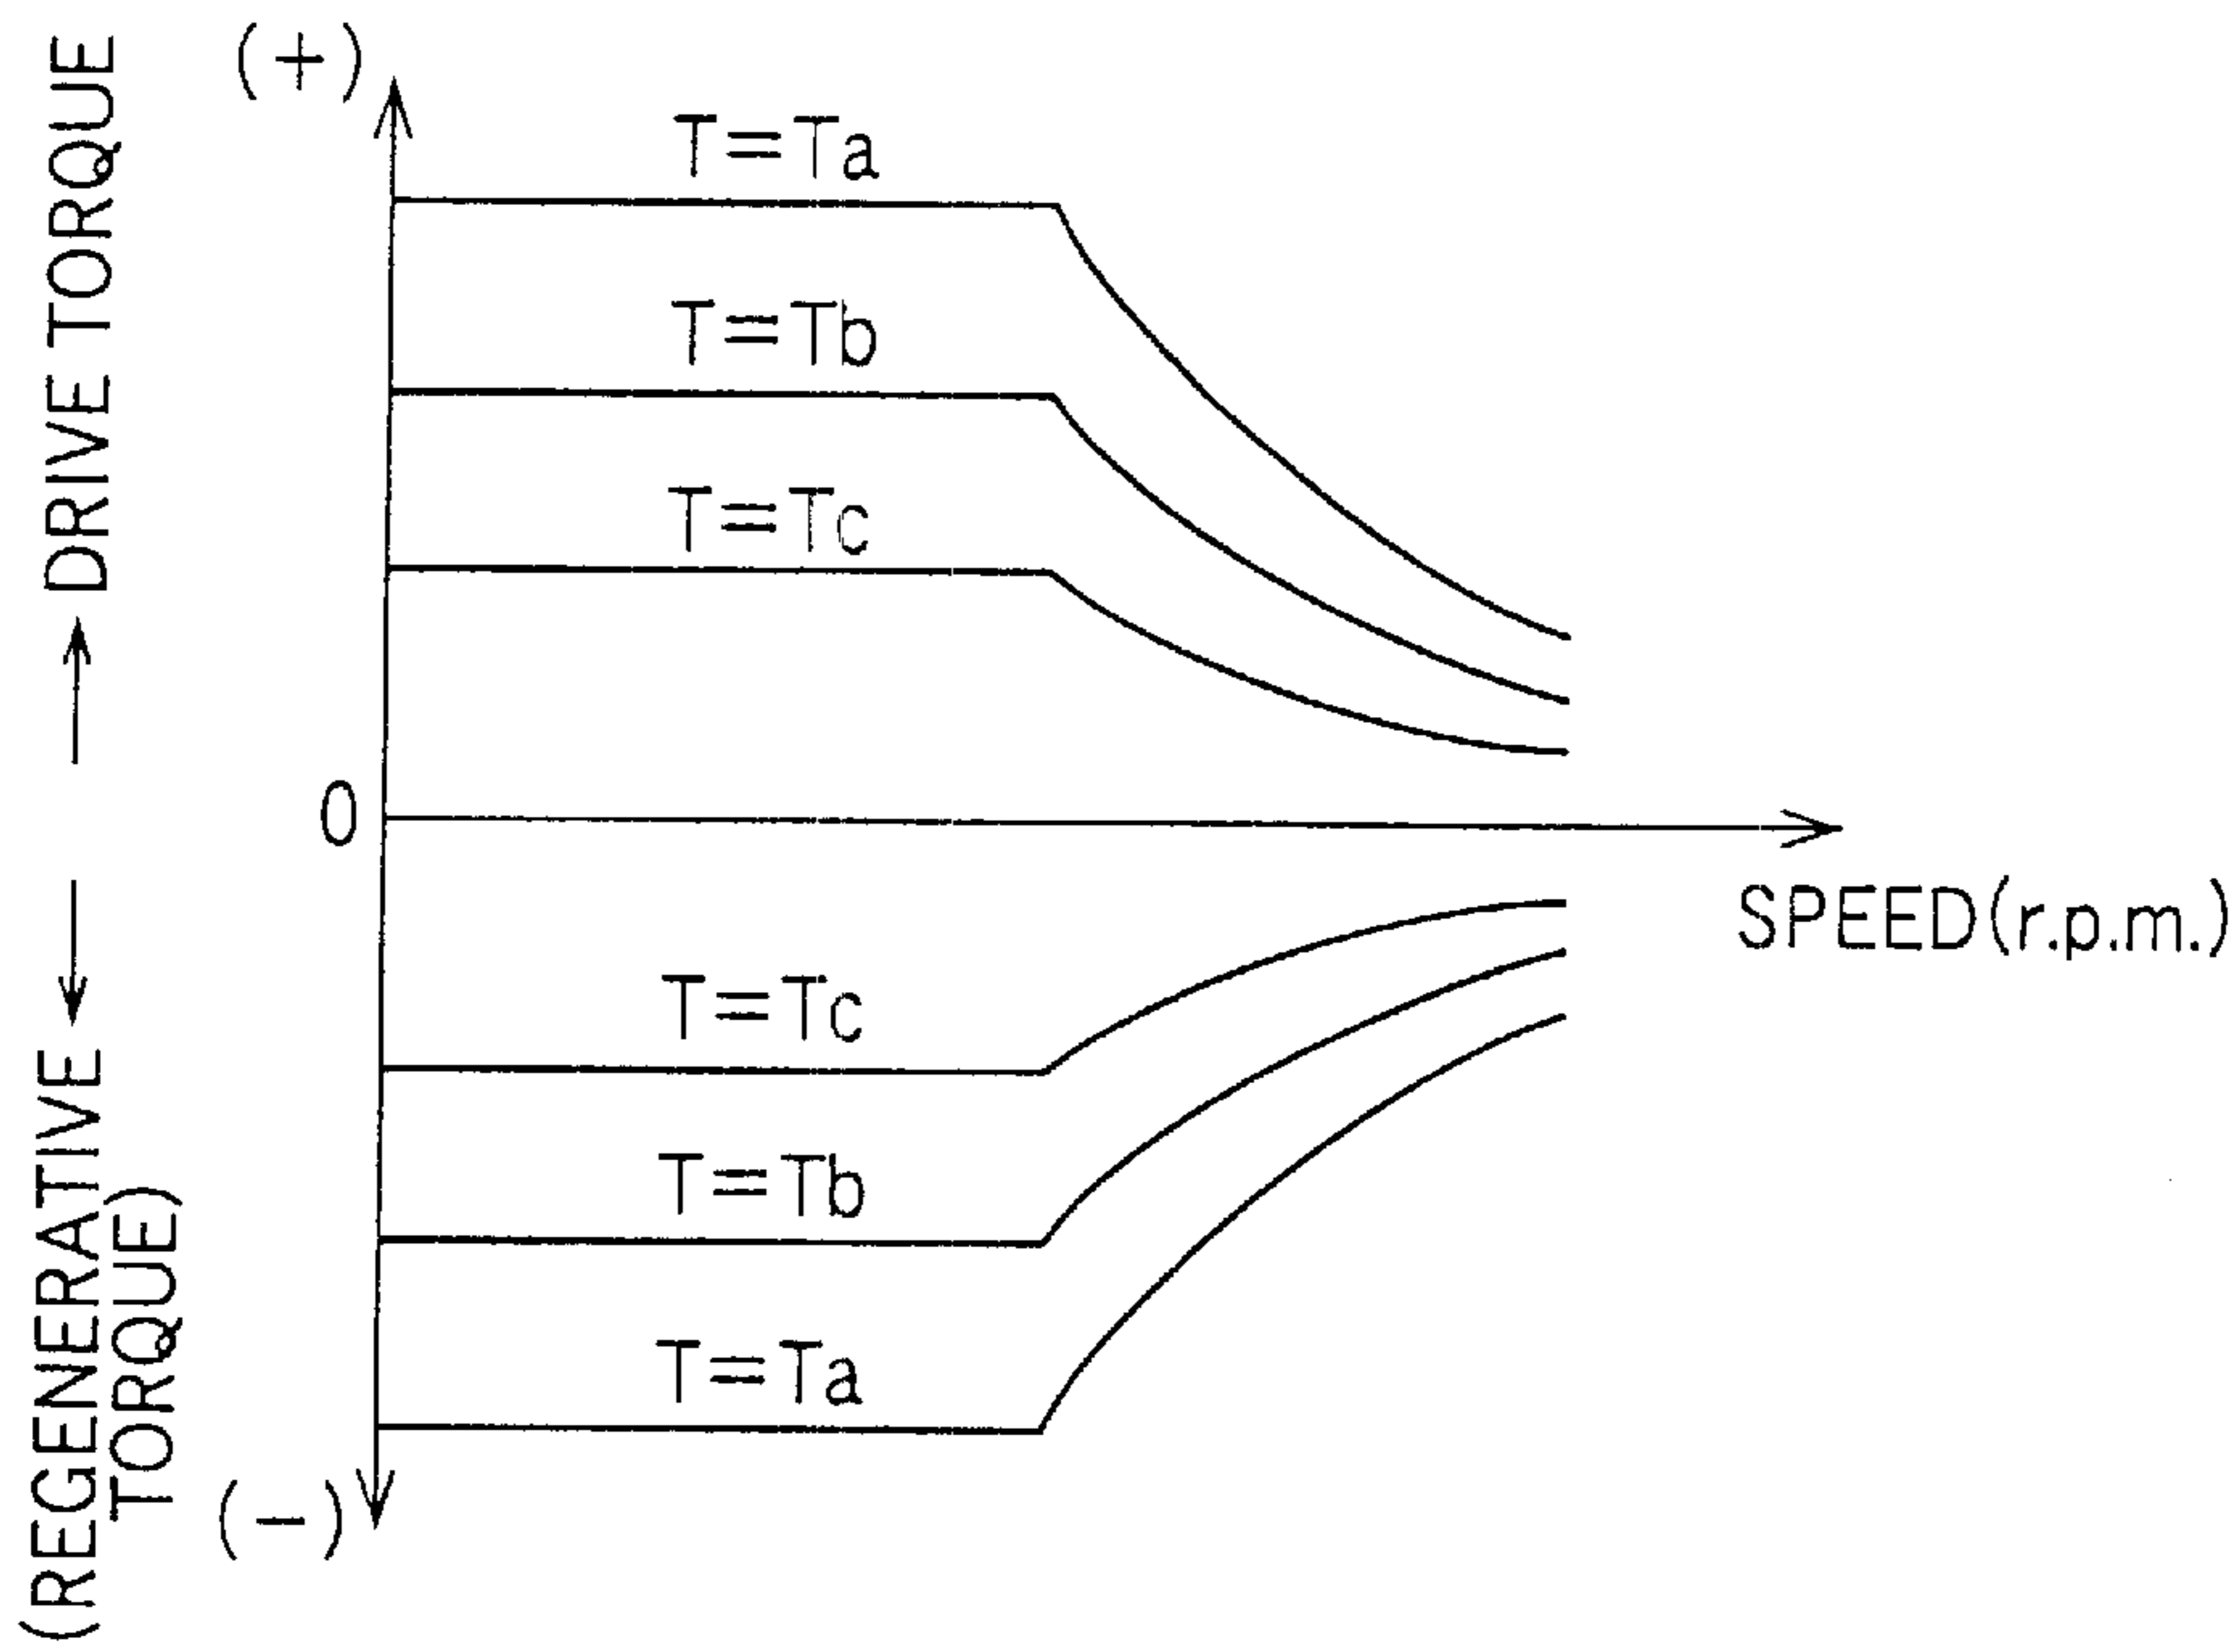 (+)
DRIVE TORQUE
T=Ta
T=Tb
T=Tc
0
SPEED(r.p.m.)
T=Tc
T=Tb
T=Ta
(REGENERATIVE
TORQUE)
(-)